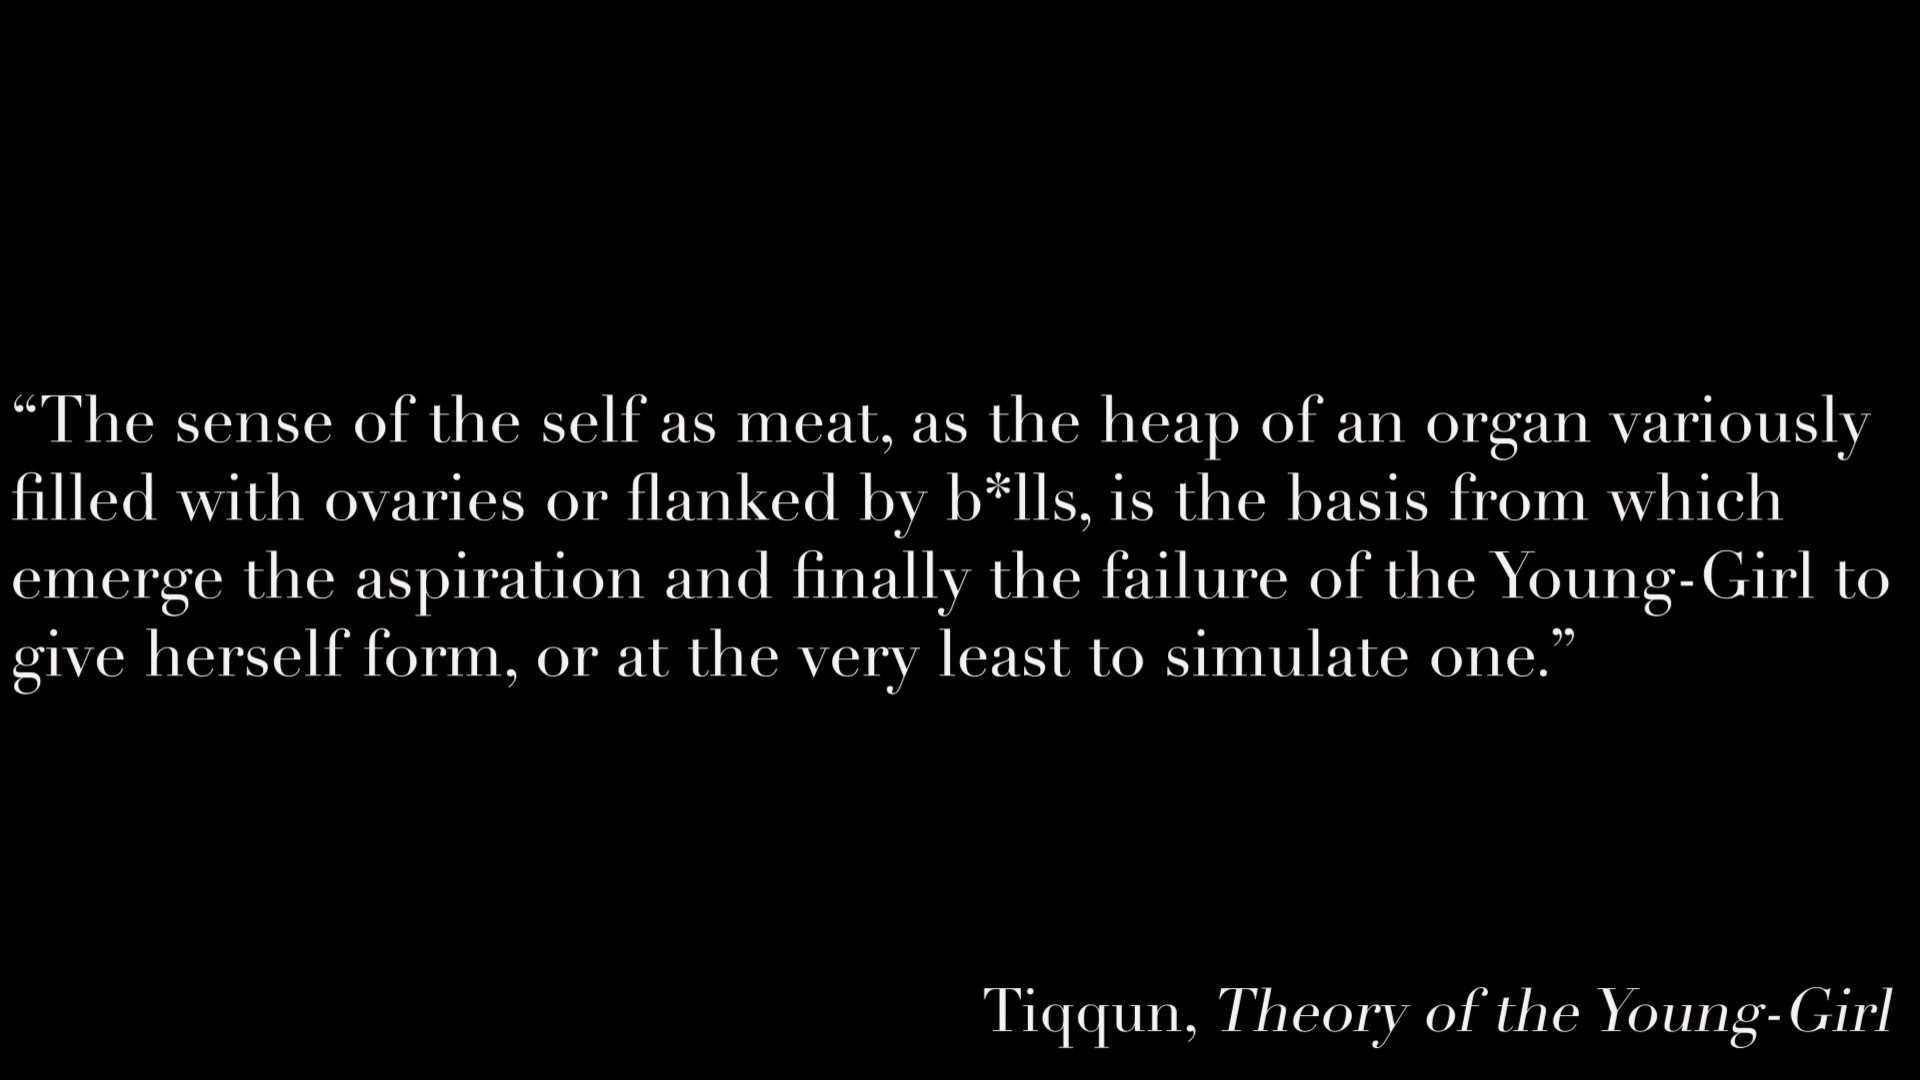 “The sense of the self as meat, as the heap of an organ variously
filled with ovaries or flanked by b*lls, is the basis from which
emerge the aspiration and finally the failure of the Young-Girl to
give herself form, or at the very least to simulate one.”
Tiqqun, Theory of the Young-Girl